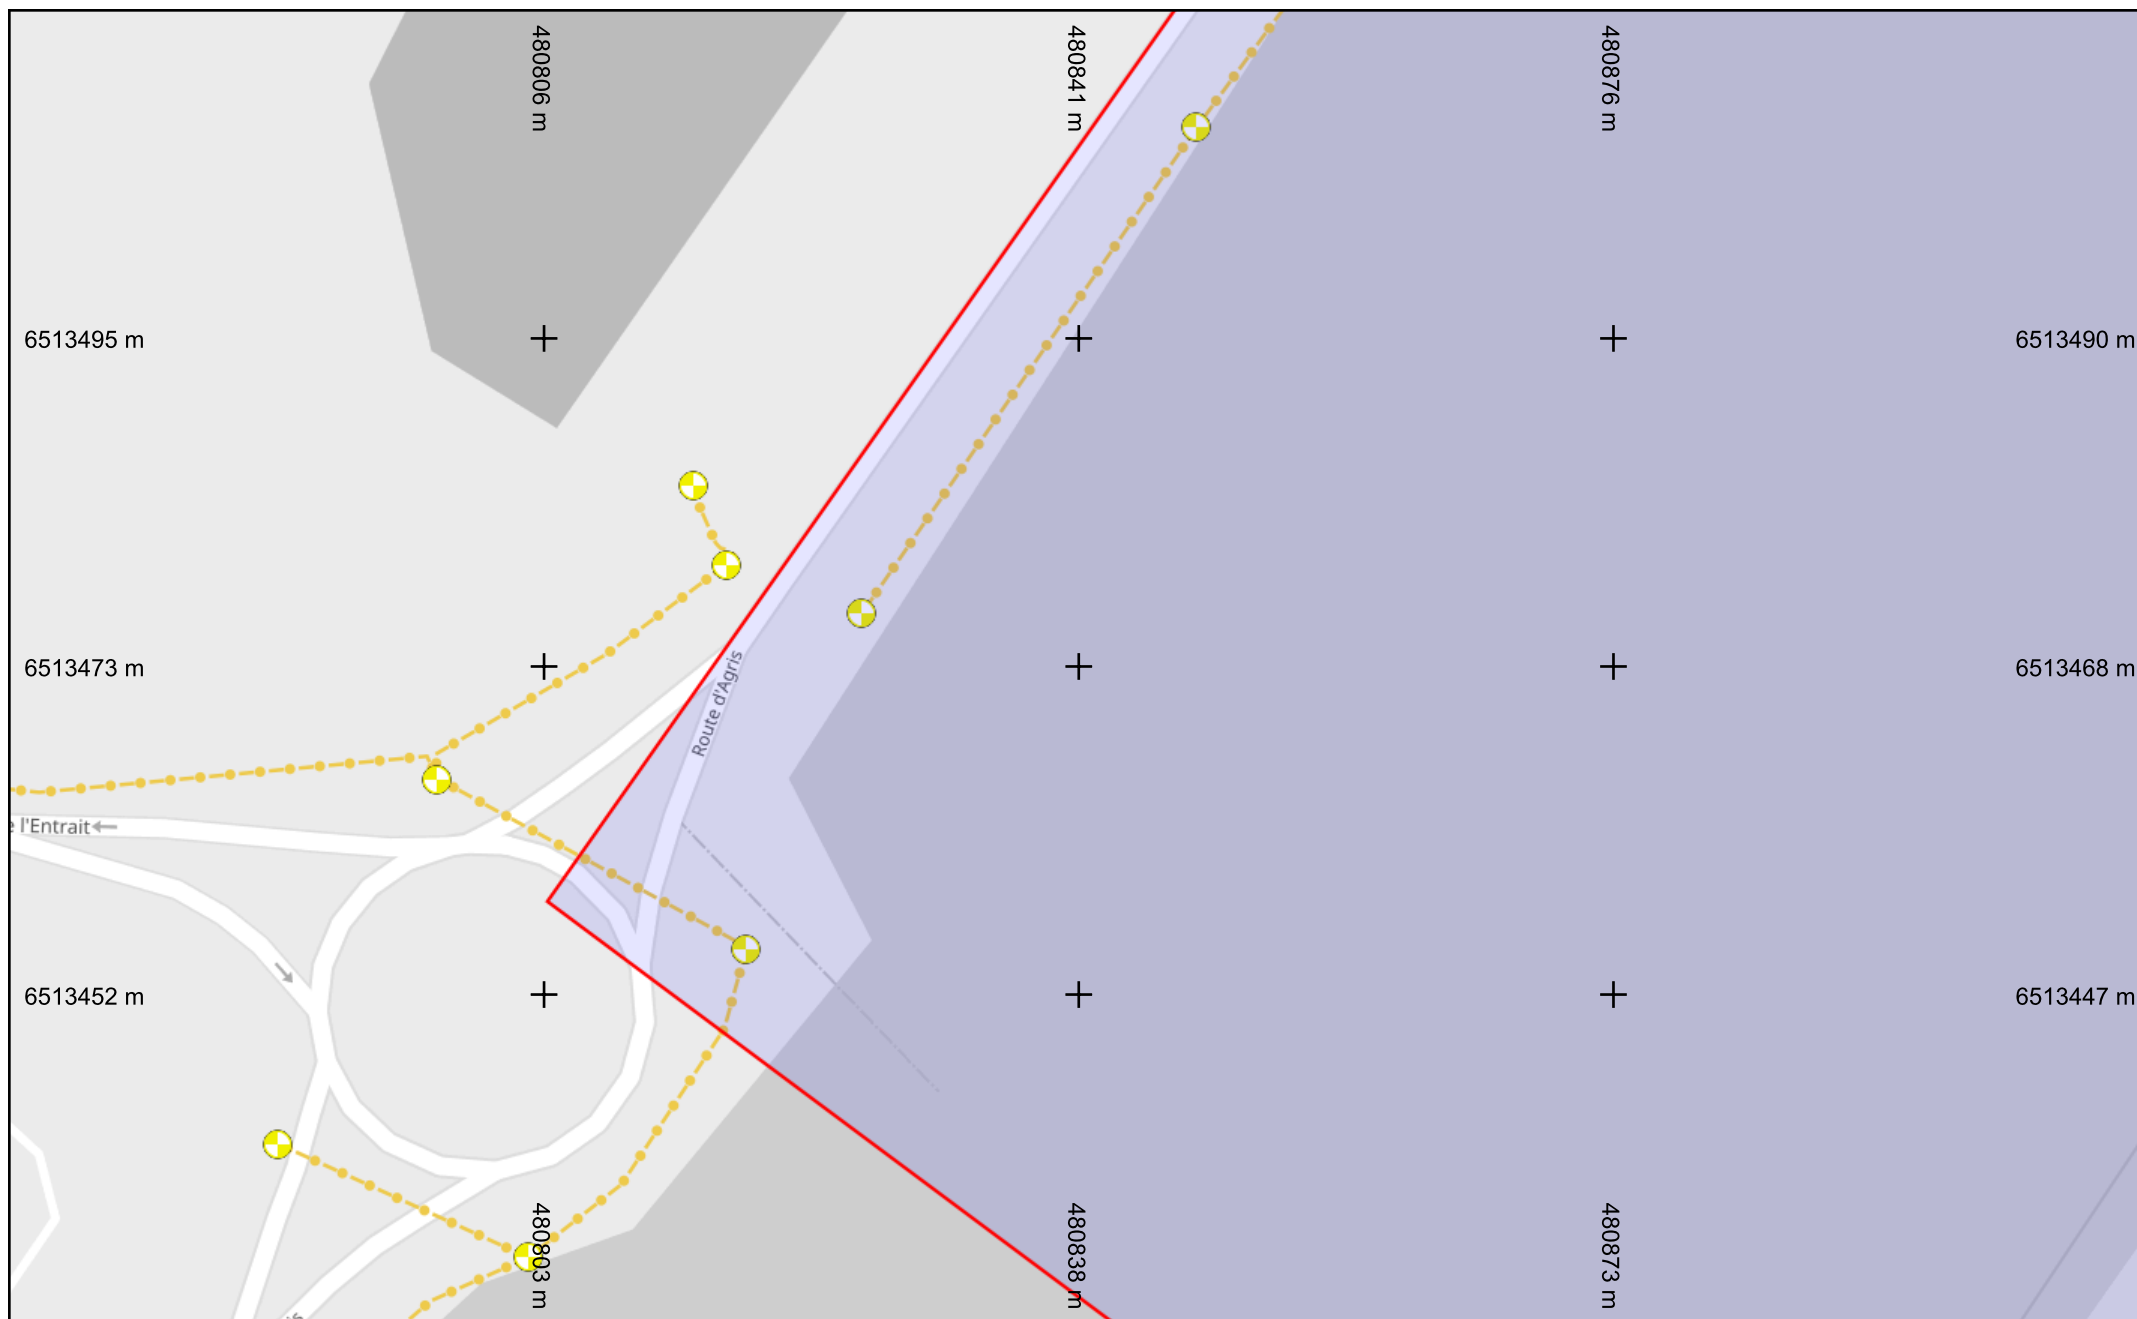 480806 m
480841 m
480876 m
6513495 m
6513490 m
6513473 m
6513468 m
Route d'Agris
e l'Entrait
6513452 m
6513447 m
480803 m
480838 m
480873 m